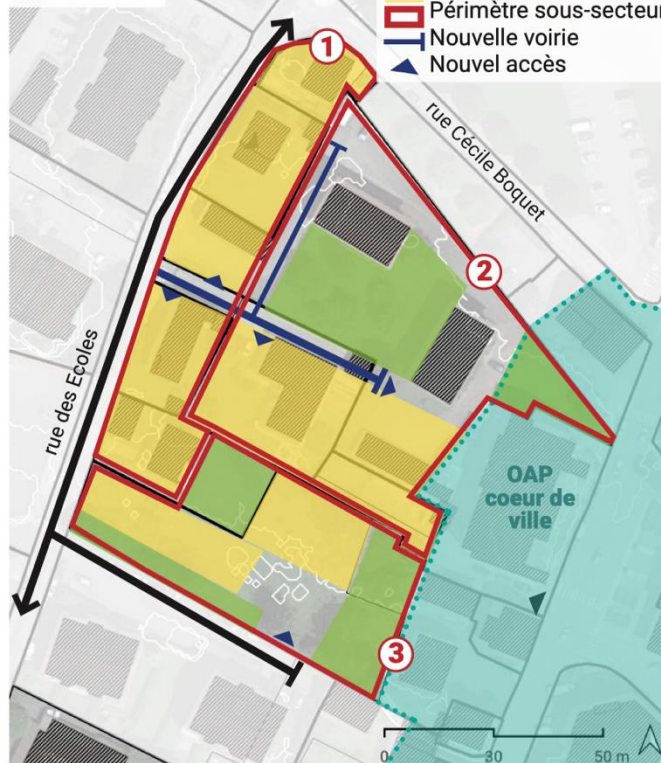 Périmètre sous-secteur
Nouvelle voirie
Nouvel accès
1
rue Cécile Boquet
2
rue des Ecoles
OAP
coeur de
ville
3
0 30 50 m